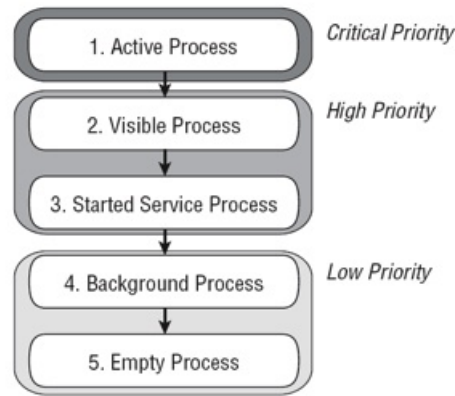 Critical Priority
1. Active Process
High Priority
2. Visible Process
3. Started Service Process
Low Priority
4. Background Process
5. Empty Process